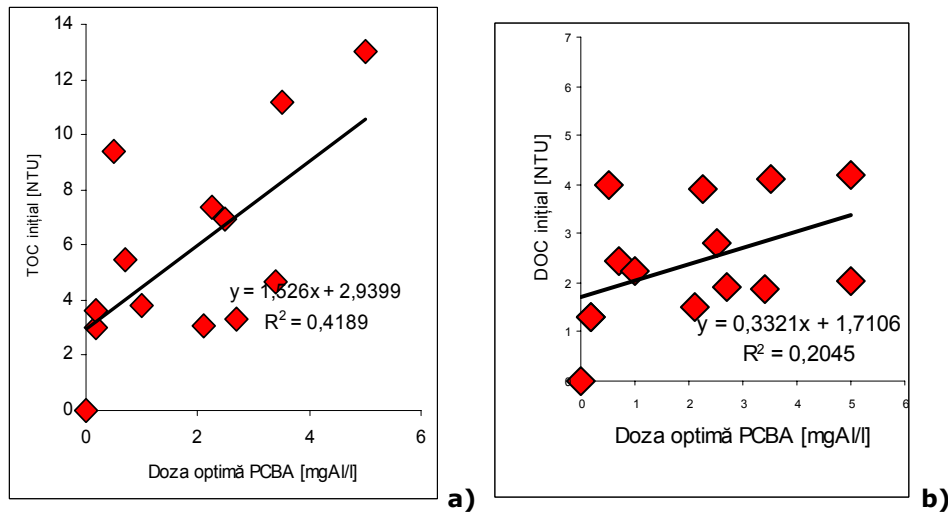 14
12
10
8
6
4
2
0
0 2 4 6
TOC inițial [NTU]
y = 1,526x + 2,9399
R² = 0,4189
Doza optimă PCBA [mgAl/l]
a)
7
6
5
4
3
2
1
0
0 1 2 3 4 5 6
DOC inițial [NTU]
y = 0,3321x + 1,7106
R² = 0,2045
Doza optimă PCBA [mgAl/l]
b)